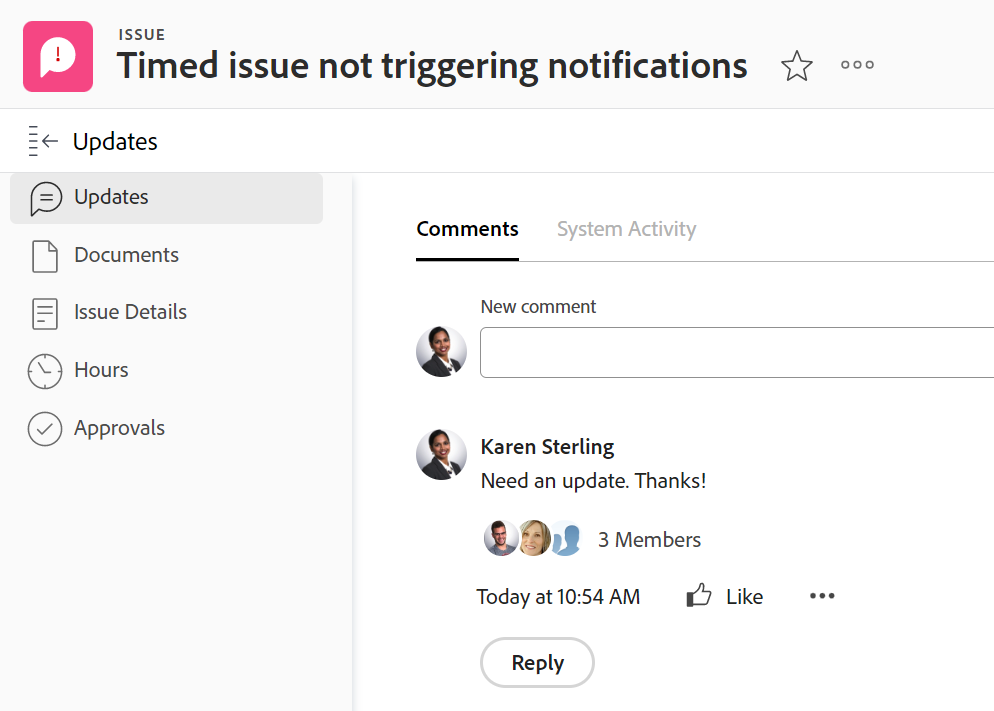 ISSUE
Timed issue not triggering notifications
Updates
Updates
Documents
Issue Details
Hours
Approvals
Comments System Activity
New comment
Karen Sterling
Need an update. Thanks!
3 Members
Today at 10:54 AM Like
Reply